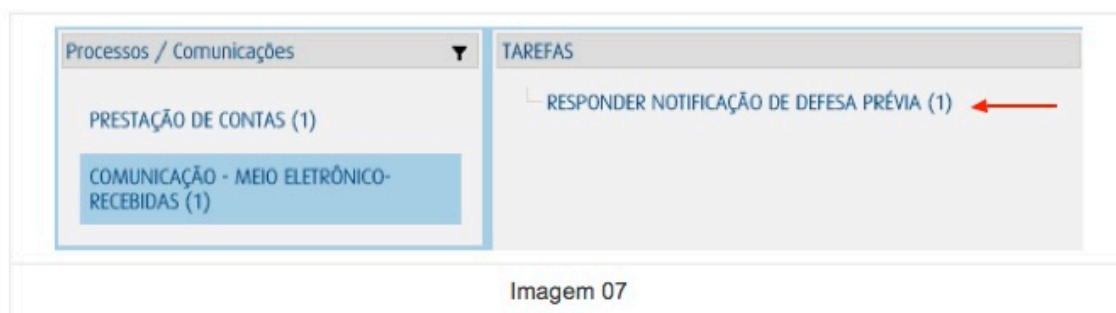 Processos / Comunicações
TAREFAS
RESPONDER NOTIFICAÇÃO DE DEFESA PRÉVIA (1)
PRESTAÇÃO DE CONTAS (1)
COMUNICAÇÃO - MEIO ELETRÔNICO-
RECEBIDAS (1)
Imagem 07